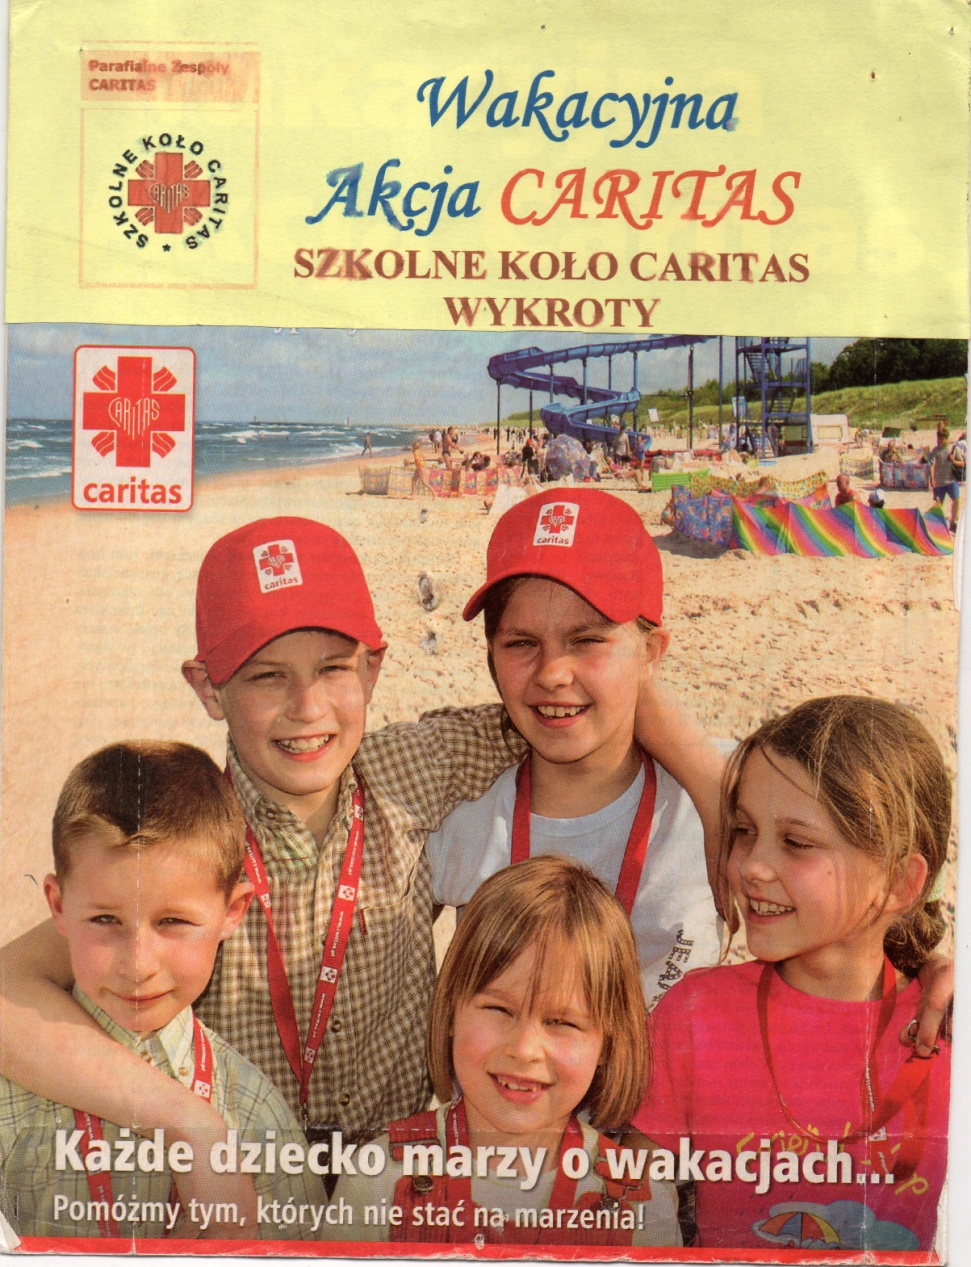 Parafialne Zespoły
CARITAS
SZKOLNE KOŁO CARITAS *
CARITAS
Wakacyjna
Akcja CARITAS
SZKOLNE KOŁO CARITAS
WYKROTY
CARITAS
caritas
caritas
caritas
Każde dziecko marzy o wakacjach...
Pomóżmy tym, których nie stać na marzenia!